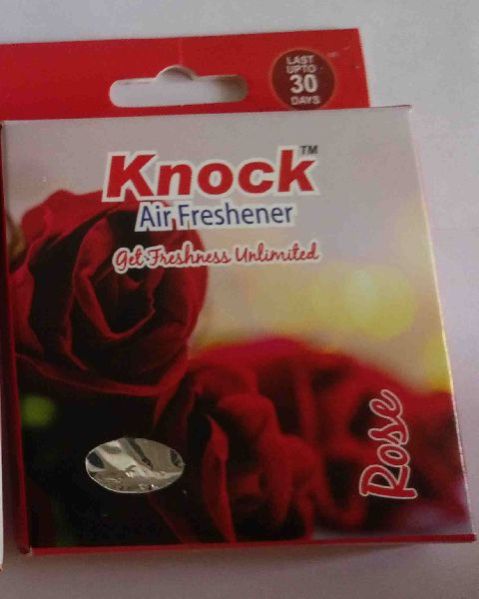 LAST
UPTO
30
DAYS
Knock™
Air Freshener
Get Freshness Unlimited
Rose